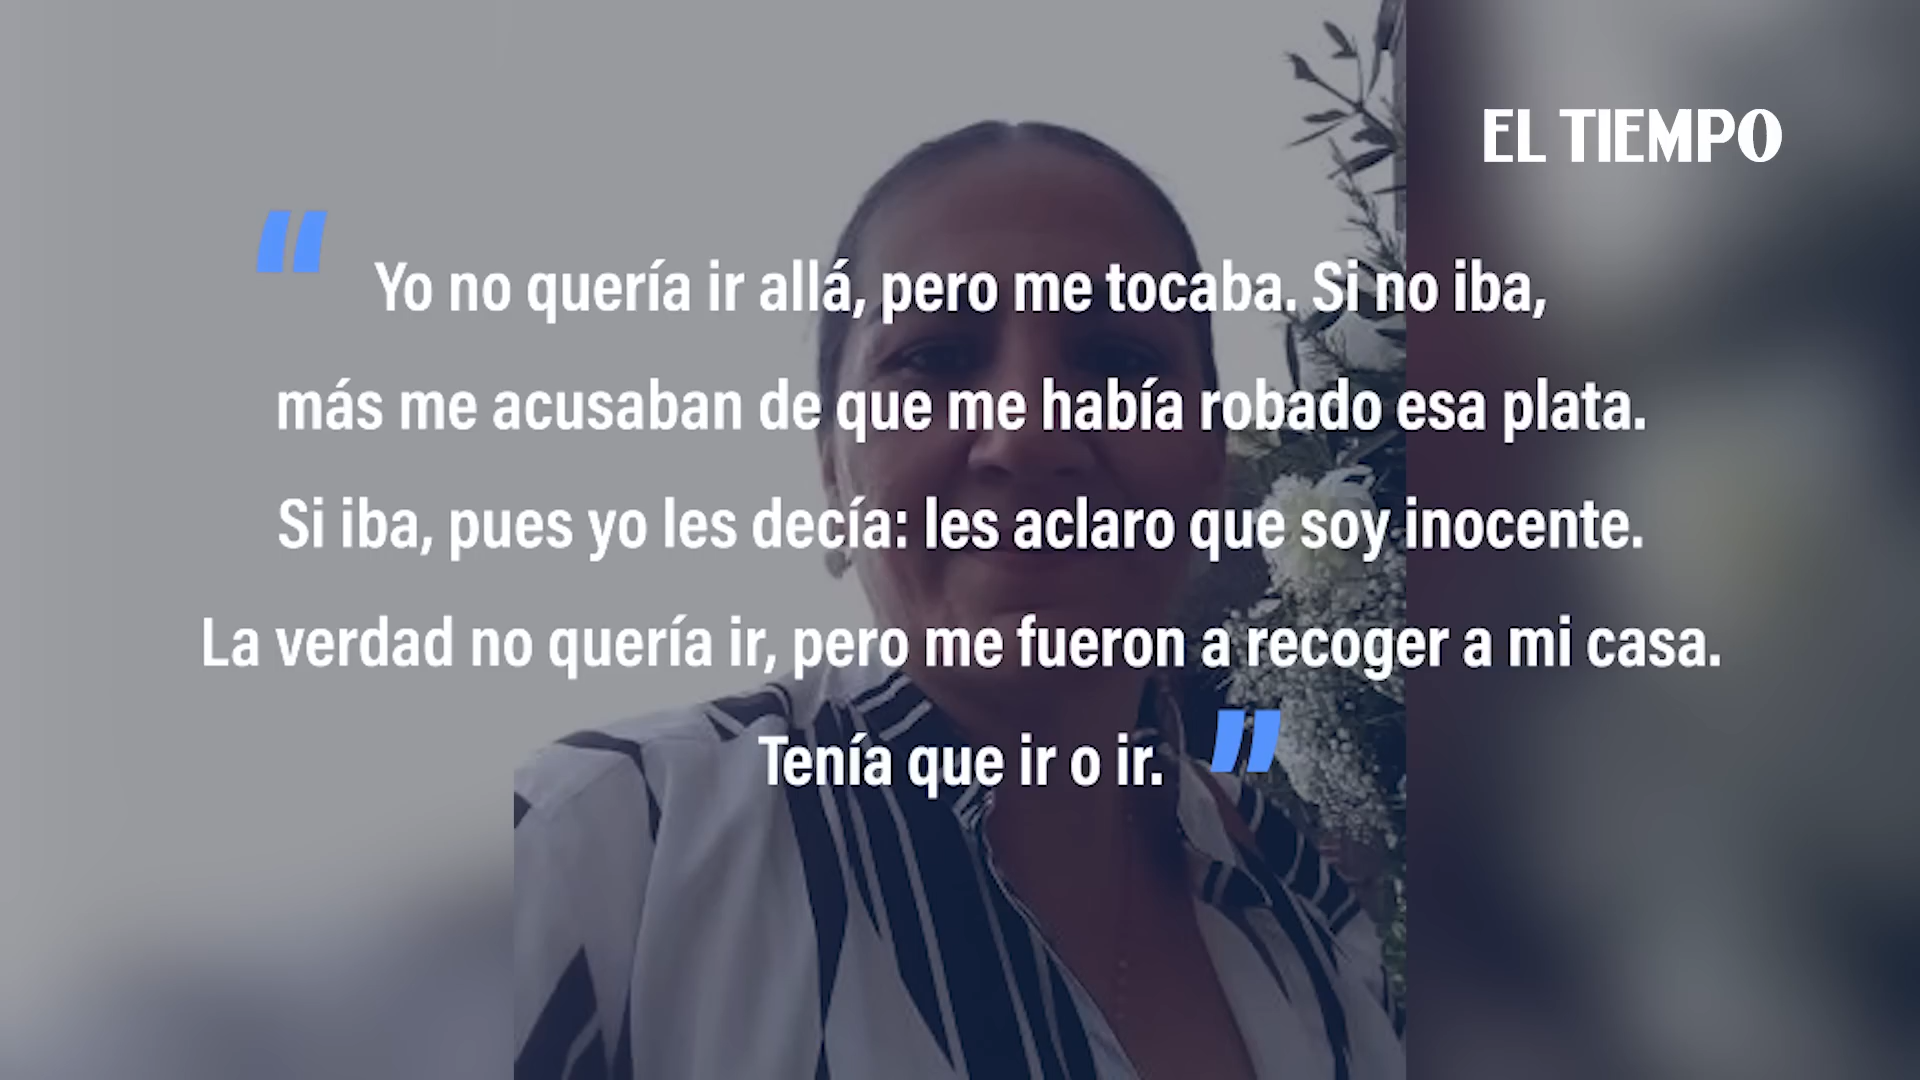 EL TIEMPO
“ Yo no quería ir allá, pero me tocaba. Si no iba,
más me acusaban de que me había robado esa plata.
Si iba, pues yo les decía: les aclaro que soy inocente.
La verdad no quería ir, pero me fueron a recoger a mi casa.
Tenía que ir o ir. ”